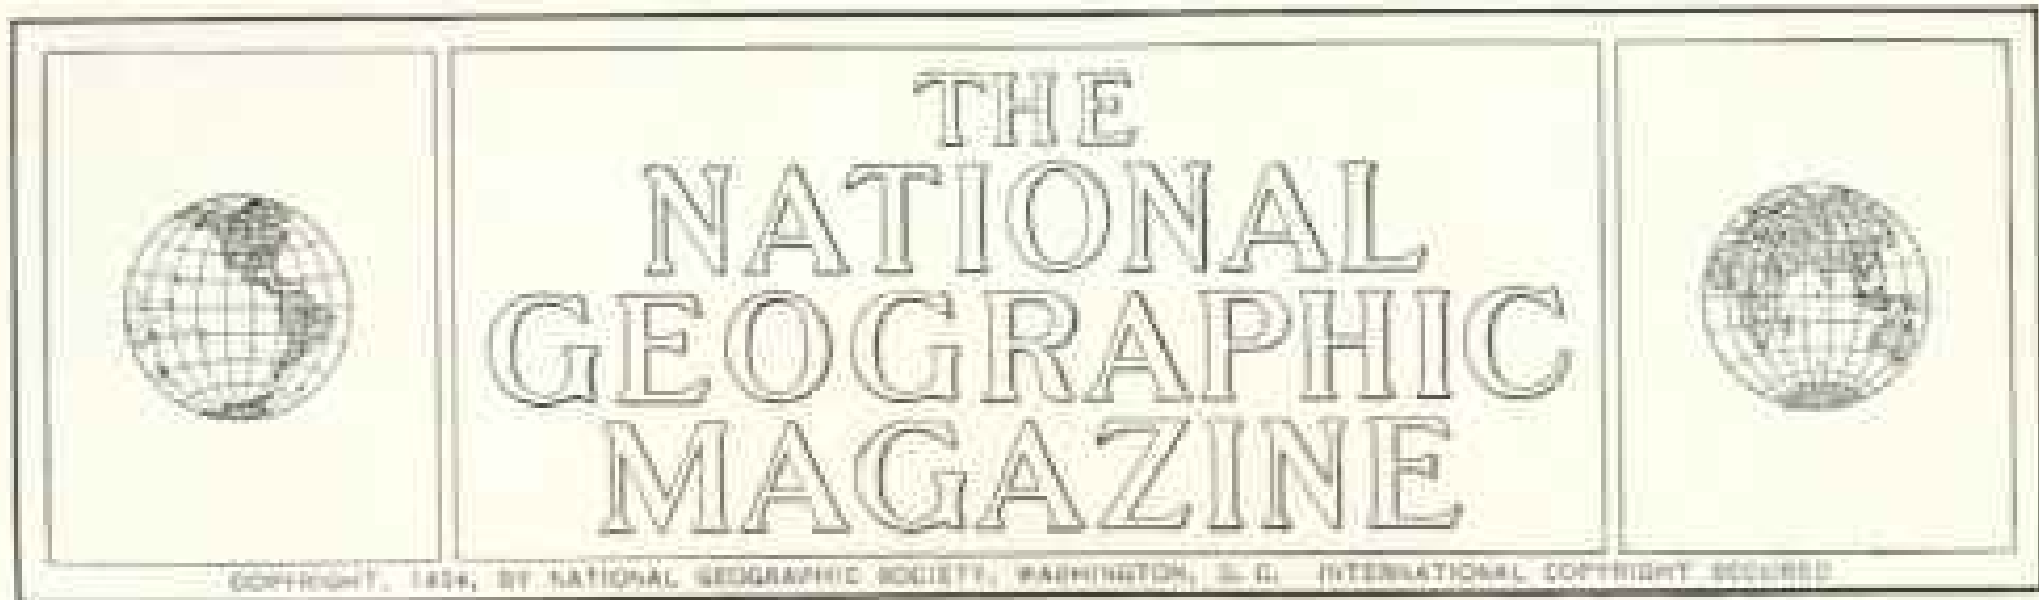 THE
NATIONAL
GEOGRAPHIC
MAGAZINE
COPYRIGHT, BY NATIONAL GEOGRAPHIC SOCIETY, WASHINGTON, D. C. INTERNATIONAL COPYRIGHT SECURED